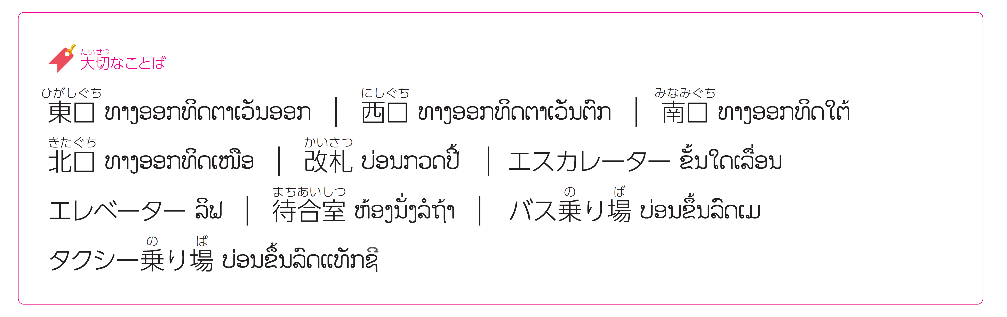 たいせつ
大切なことば
ひがしぐち にしぐち みなみぐち
東口 ທາງອອກທິດຕາເວັນອອກ | 西口 ທາງອອກທິດຕາເວັນຕົກ | 南口 ທາງອອກທິດໃຕ້
きたぐち かいさつ
北口 ທາງອອກທິດເໜືອ | 改札 ບ່ອນກວດປີ້ | エスカレーター ຂັ້ນໃດເລື່ອນ
まちあいしつ の ば
エレベーター ລິຟ | 待合室 ຫ້ອງນັ່ງລໍຖ້າ | バス乗り場 ບ່ອນຂຶ້ນລົດເມ
の ば
タクシー乗り場 ບ່ອນຂຶ້ນລົດແທັກຊີ